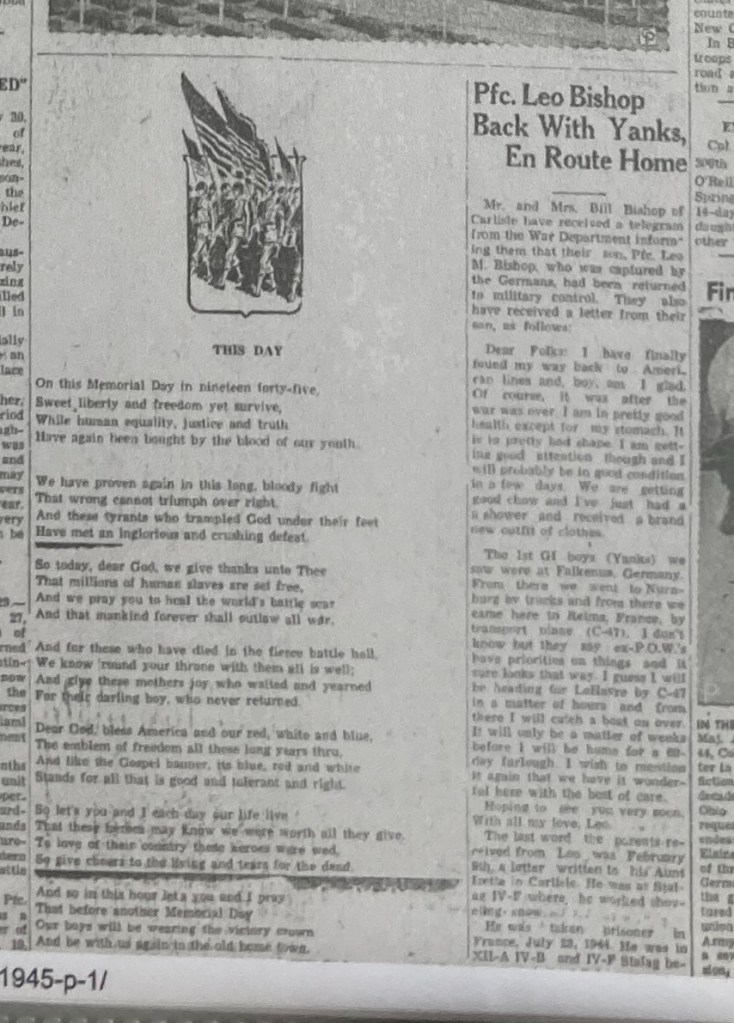 THIS DAY
On this Memorial Day in nineteen forty-five,
Sweet liberty and freedom yet survive,
While human equality, justice and truth
Have again been bought by the blood of our youth.
We have proven again in this long, bloody fight
That wrong cannot triumph over right.
And these tyrants who trampled God under their feet
Have met an inglorious and crushing defeat.
So today, dear God, we give thanks unto Thee
That millions of human slaves are set free,
And we pray you to heal the world's battle scar
And that mankind forever shall outlaw all war.
And for these who have died in the fierce battle hell,
We know 'round your throne with them all is well;
And give these mothers joy who waited and yearned
For their darling boy, who never returned.
Dear God, bless America and our red, white and blue,
The emblem of freedom all these long years thru,
And like the Gospel banner, its blue, red and white
Stands for all that is good and tolerant and right.
So let's you and I each day our life live
That these heroes may know we were worth all they give.
To love of their country these heroes were wed,
So give cheers to the living and tears for the dead.
And so in this hour lets you and I pray
That before another Memorial Day
Our boys will be wearing the victory crown
And be with us again in the old home town.
Pfc. Leo Bishop
Back With Yanks,
En Route Home
Mr. and Mrs. Bill Bishop of
Carlisle have received a telegram
from the War Department inform-
ing them that their son, Pfc. Leo
M. Bishop, who was captured by
the Germans, had been returned
to military control. They also
have received a letter from their
son, as follows:
Dear Folks: I have finally
found my way back to Ameri-
can lines and, boy, am I glad.
Of course, it was after the
war was over. I am in pretty good
health except for my stomach. It
is in pretty bad shape. I am gett-
ing good attention though and I
will probably be in good condition
in a few days. We are getting
good chow and I've just had a
a shower and received a brand
new outfit of clothes.
The 1st GI boys (Yanks) we
saw were at Falkenua, Germany.
From there we went to Nurn-
burg by trucks and from there we
came here to Reims, France, by
transport plane (C-47). I don't
know but they say ex-P.O.W.'s
have priorities on things and it
sure looks that way. I guess I will
be heading for LeHavre by C-47
in a matter of hours and from
there I will catch a boat on over.
It will only be a matter of weeks
before I will be home for a 60-
day furlough. I wish to mention
it again that we have it wonder-
ful here with the best of care.
Hoping to see you very soon.
With all my love, Leo.
The last word the parents re-
ceived from Leo was February
9th, a letter written to his Aunt
in Carlisle. He was at Stal-
ag IV-F where, he worked shov-
eling snow.
He was taken prisoner in
France, July 1944. He was in
XII-A IV-B and IV-F Stalag be-
1945-p-1/